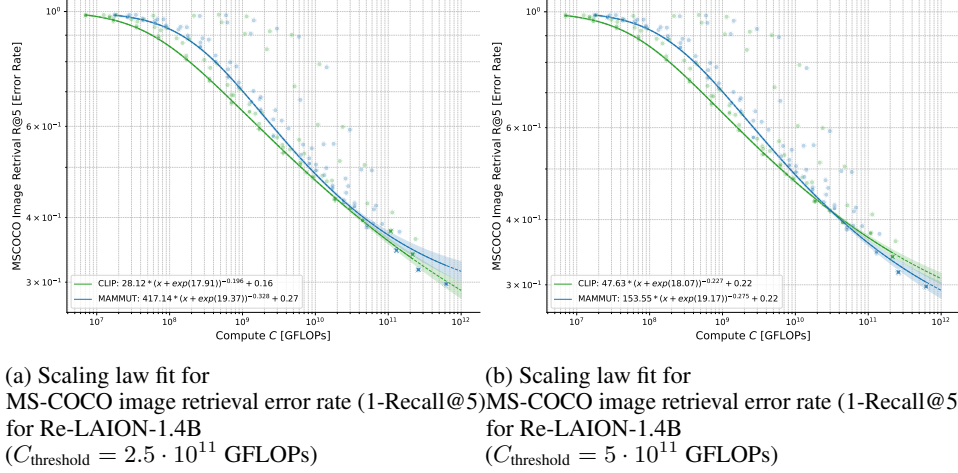 10⁰
6 × 10⁻¹
4 × 10⁻¹
3 × 10⁻¹
MSCOCO Image Retrival R@5 [Error Rate]
CLIP: 28.12 * (x + exp(17.91))⁻⁰·¹⁹⁶ + 0.16
MAMMUT: 417.14 * (x + exp(19.37))⁻⁰·³²⁸ + 0.27
10⁷ 10⁸ 10⁹ 10¹⁰ 10¹¹ 10¹²
Compute C [GFLOPs]
(a) Scaling law fit for
MS-COCO image retrieval error rate (1-Recall@5)
for Re-LAION-1.4B
(C_threshold = 2.5 · 10¹¹ GFLOPs)
10⁰
6 × 10⁻¹
4 × 10⁻¹
3 × 10⁻¹
MSCOCO Image Retrival R@5 [Error Rate]
CLIP: 47.63 * (x + exp(18.07))⁻⁰·²²⁷ + 0.22
MAMMUT: 153.55 * (x + exp(19.17))⁻⁰·²⁷⁵ + 0.22
10⁷ 10⁸ 10⁹ 10¹⁰ 10¹¹ 10¹²
Compute C [GFLOPs]
(b) Scaling law fit for
MS-COCO image retrieval error rate (1-Recall@5
for Re-LAION-1.4B
(C_threshold = 5 · 10¹¹ GFLOPs)